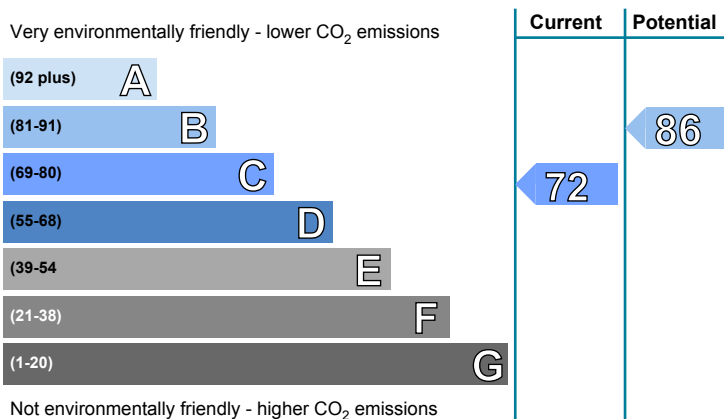 Current Potential
Very environmentally friendly - lower CO2 emissions
(92 plus) A
(81-91) B
86
(69-80) C
72
(55-68) D
(39-54 E
(21-38) F
(1-20) G
Not environmentally friendly - higher CO2 emissions